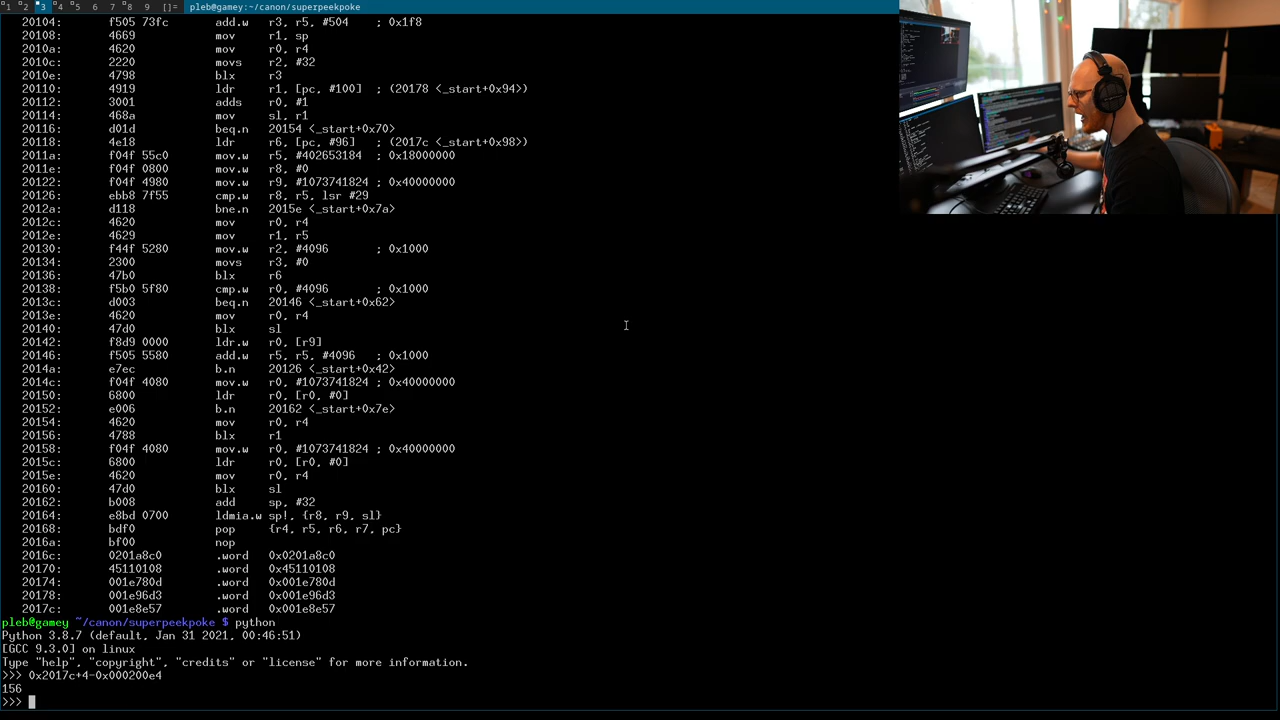 1 2 3 4 5 6 7 8 9 []= pleb@gamey:~/canon/superpeekpoke
20104: f505 73fc add.w r3, r5, #504 ; 0x1f8
20108: 4669 mov r1, sp
2010a: 4620 mov r0, r4
2010c: 2220 movs r2, #32
2010e: 4798 blx r3
20110: 4919 ldr r1, [pc, #100] ; (20178 <_start+0x94>)
20112: 3001 adds r0, #1
20114: 468a mov sl, r1
20116: d01d beq.n 20154 <_start+0x70>
20118: 4e18 ldr r6, [pc, #96] ; (2017c <_start+0x98>)
2011a: f04f 55c0 mov.w r5, #402653184 ; 0x18000000
2011e: f04f 0800 mov.w r8, #0
20122: f04f 4980 mov.w r9, #1073741824 ; 0x40000000
20126: ebb8 7f55 cmp.w r8, r5, lsr #29
2012a: d118 bne.n 2015e <_start+0x7a>
2012c: 4620 mov r0, r4
2012e: 4629 mov r1, r5
20130: f44f 5280 mov.w r2, #4096 ; 0x1000
20134: 2300 movs r3, #0
20136: 47b0 blx r6
20138: f5b0 5f80 cmp.w r0, #4096 ; 0x1000
2013c: d003 beq.n 20146 <_start+0x62>
2013e: 4620 mov r0, r4
20140: 47d0 blx sl
20142: f8d9 0000 ldr.w r0, [r9]
20146: f505 5580 add.w r5, r5, #4096 ; 0x1000
2014a: e7ec b.n 20126 <_start+0x42>
2014c: f04f 4080 mov.w r0, #1073741824 ; 0x40000000
20150: 6800 ldr r0, [r0, #0]
20152: e006 b.n 20162 <_start+0x7e>
20154: 4620 mov r0, r4
20156: 4788 blx r1
20158: f04f 4080 mov.w r0, #1073741824 ; 0x40000000
2015c: 6800 ldr r0, [r0, #0]
2015e: 4620 mov r0, r4
20160: 47d0 blx sl
20162: b008 add sp, #32
20164: e8bd 0700 ldmia.w sp!, {r8, r9, sl}
20168: bdf0 pop {r4, r5, r6, r7, pc}
2016a: bf00 nop
2016c: 0201a8c0 .word 0x0201a8c0
20170: 45110108 .word 0x45110108
20174: 001e780d .word 0x001e780d
20178: 001e96d3 .word 0x001e96d3
2017c: 001e8e57 .word 0x001e8e57
pleb@gamey ~/canon/superpeekpoke $ python
Python 3.8.7 (default, Jan 31 2021, 00:46:51)
[GCC 9.3.0] on linux
Type "help", "copyright", "credits" or "license" for more information.
>>> 0x2017c+4-0x000200e4
156
>>>